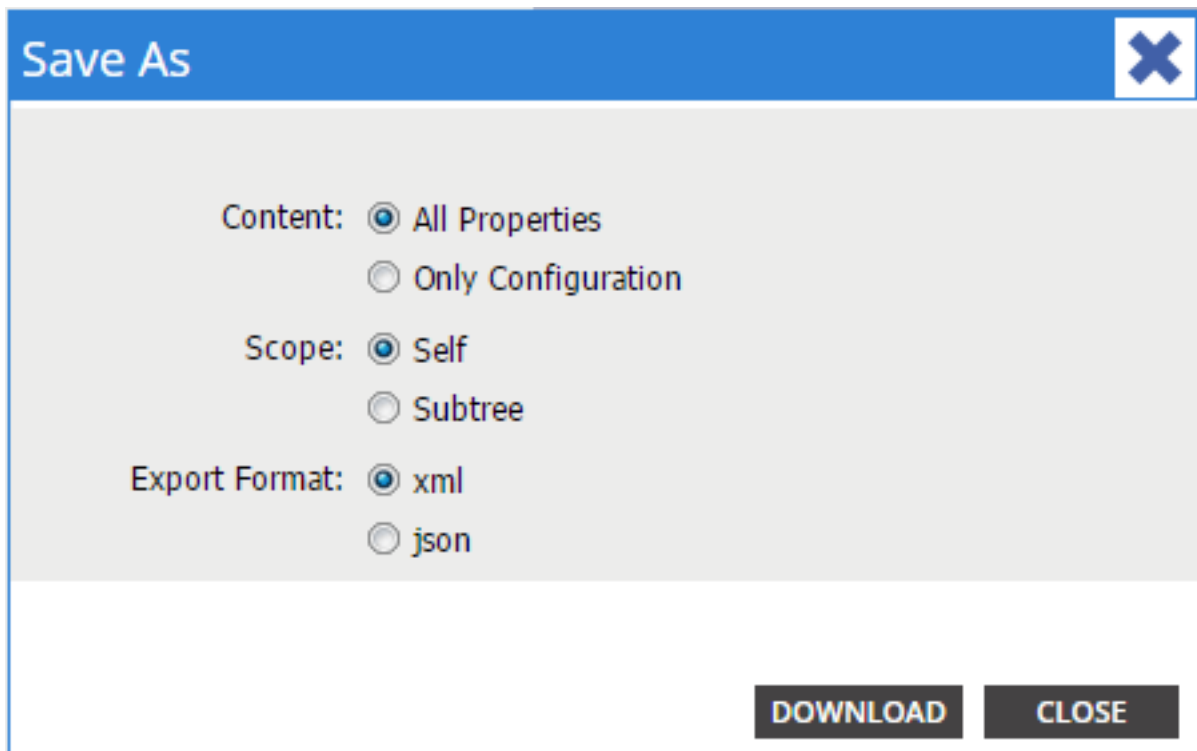 Save As
Content: All Properties
Only Configuration
Scope: Self
Subtree
Export Format: xml
json
DOWNLOAD CLOSE